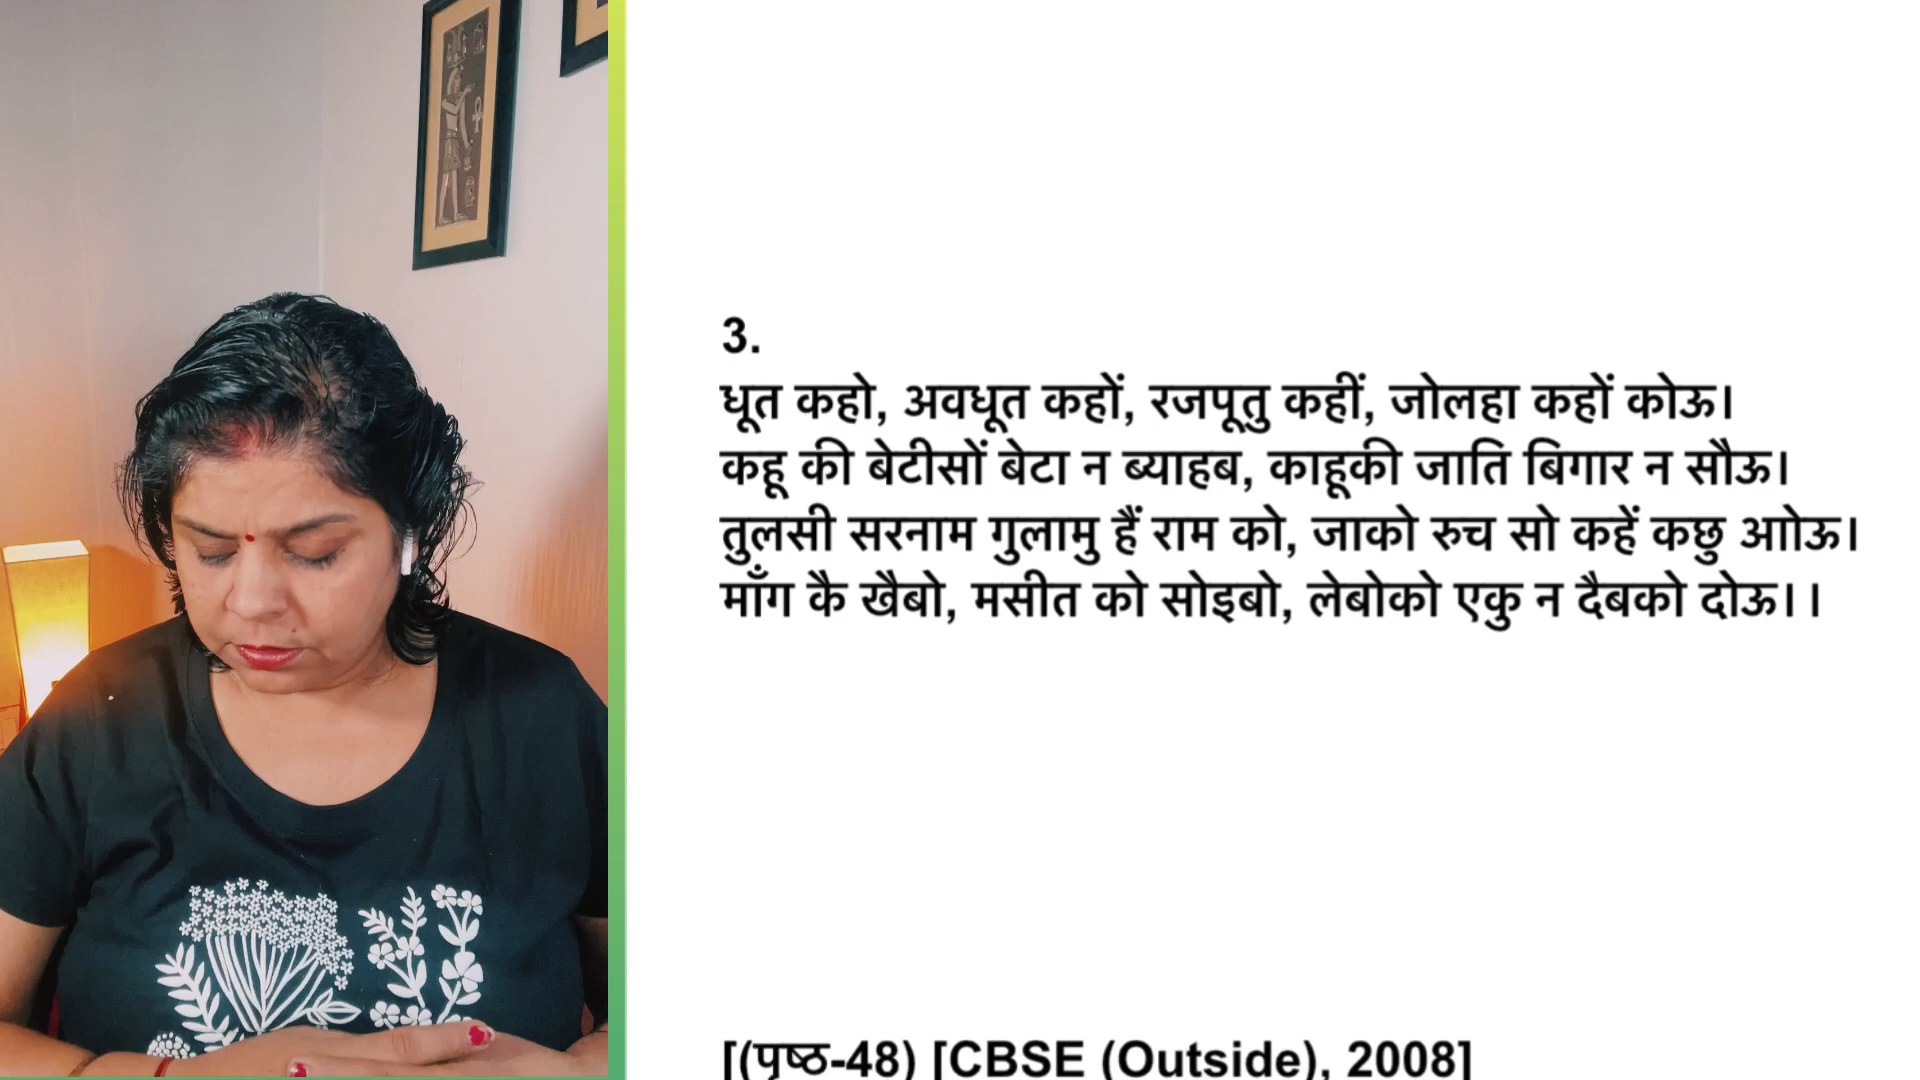 3.
धूत कहो, अवधूत कहों, रजपूतु कहीं, जोलहा कहों कोऊ।
कहू की बेटीसों बेटा न ब्याहब, काहूकी जाति बिगार न सौऊ।
तुलसी सरनाम गुलामु हैं राम को, जाको रुच सो कहें कछु आोऊ।
माँग कै खैबो, मसीत को सोइबो, लेबोको एकु न दैबको दोऊ।।
[(पृष्ठ-48) [CBSE (Outside), 2008]